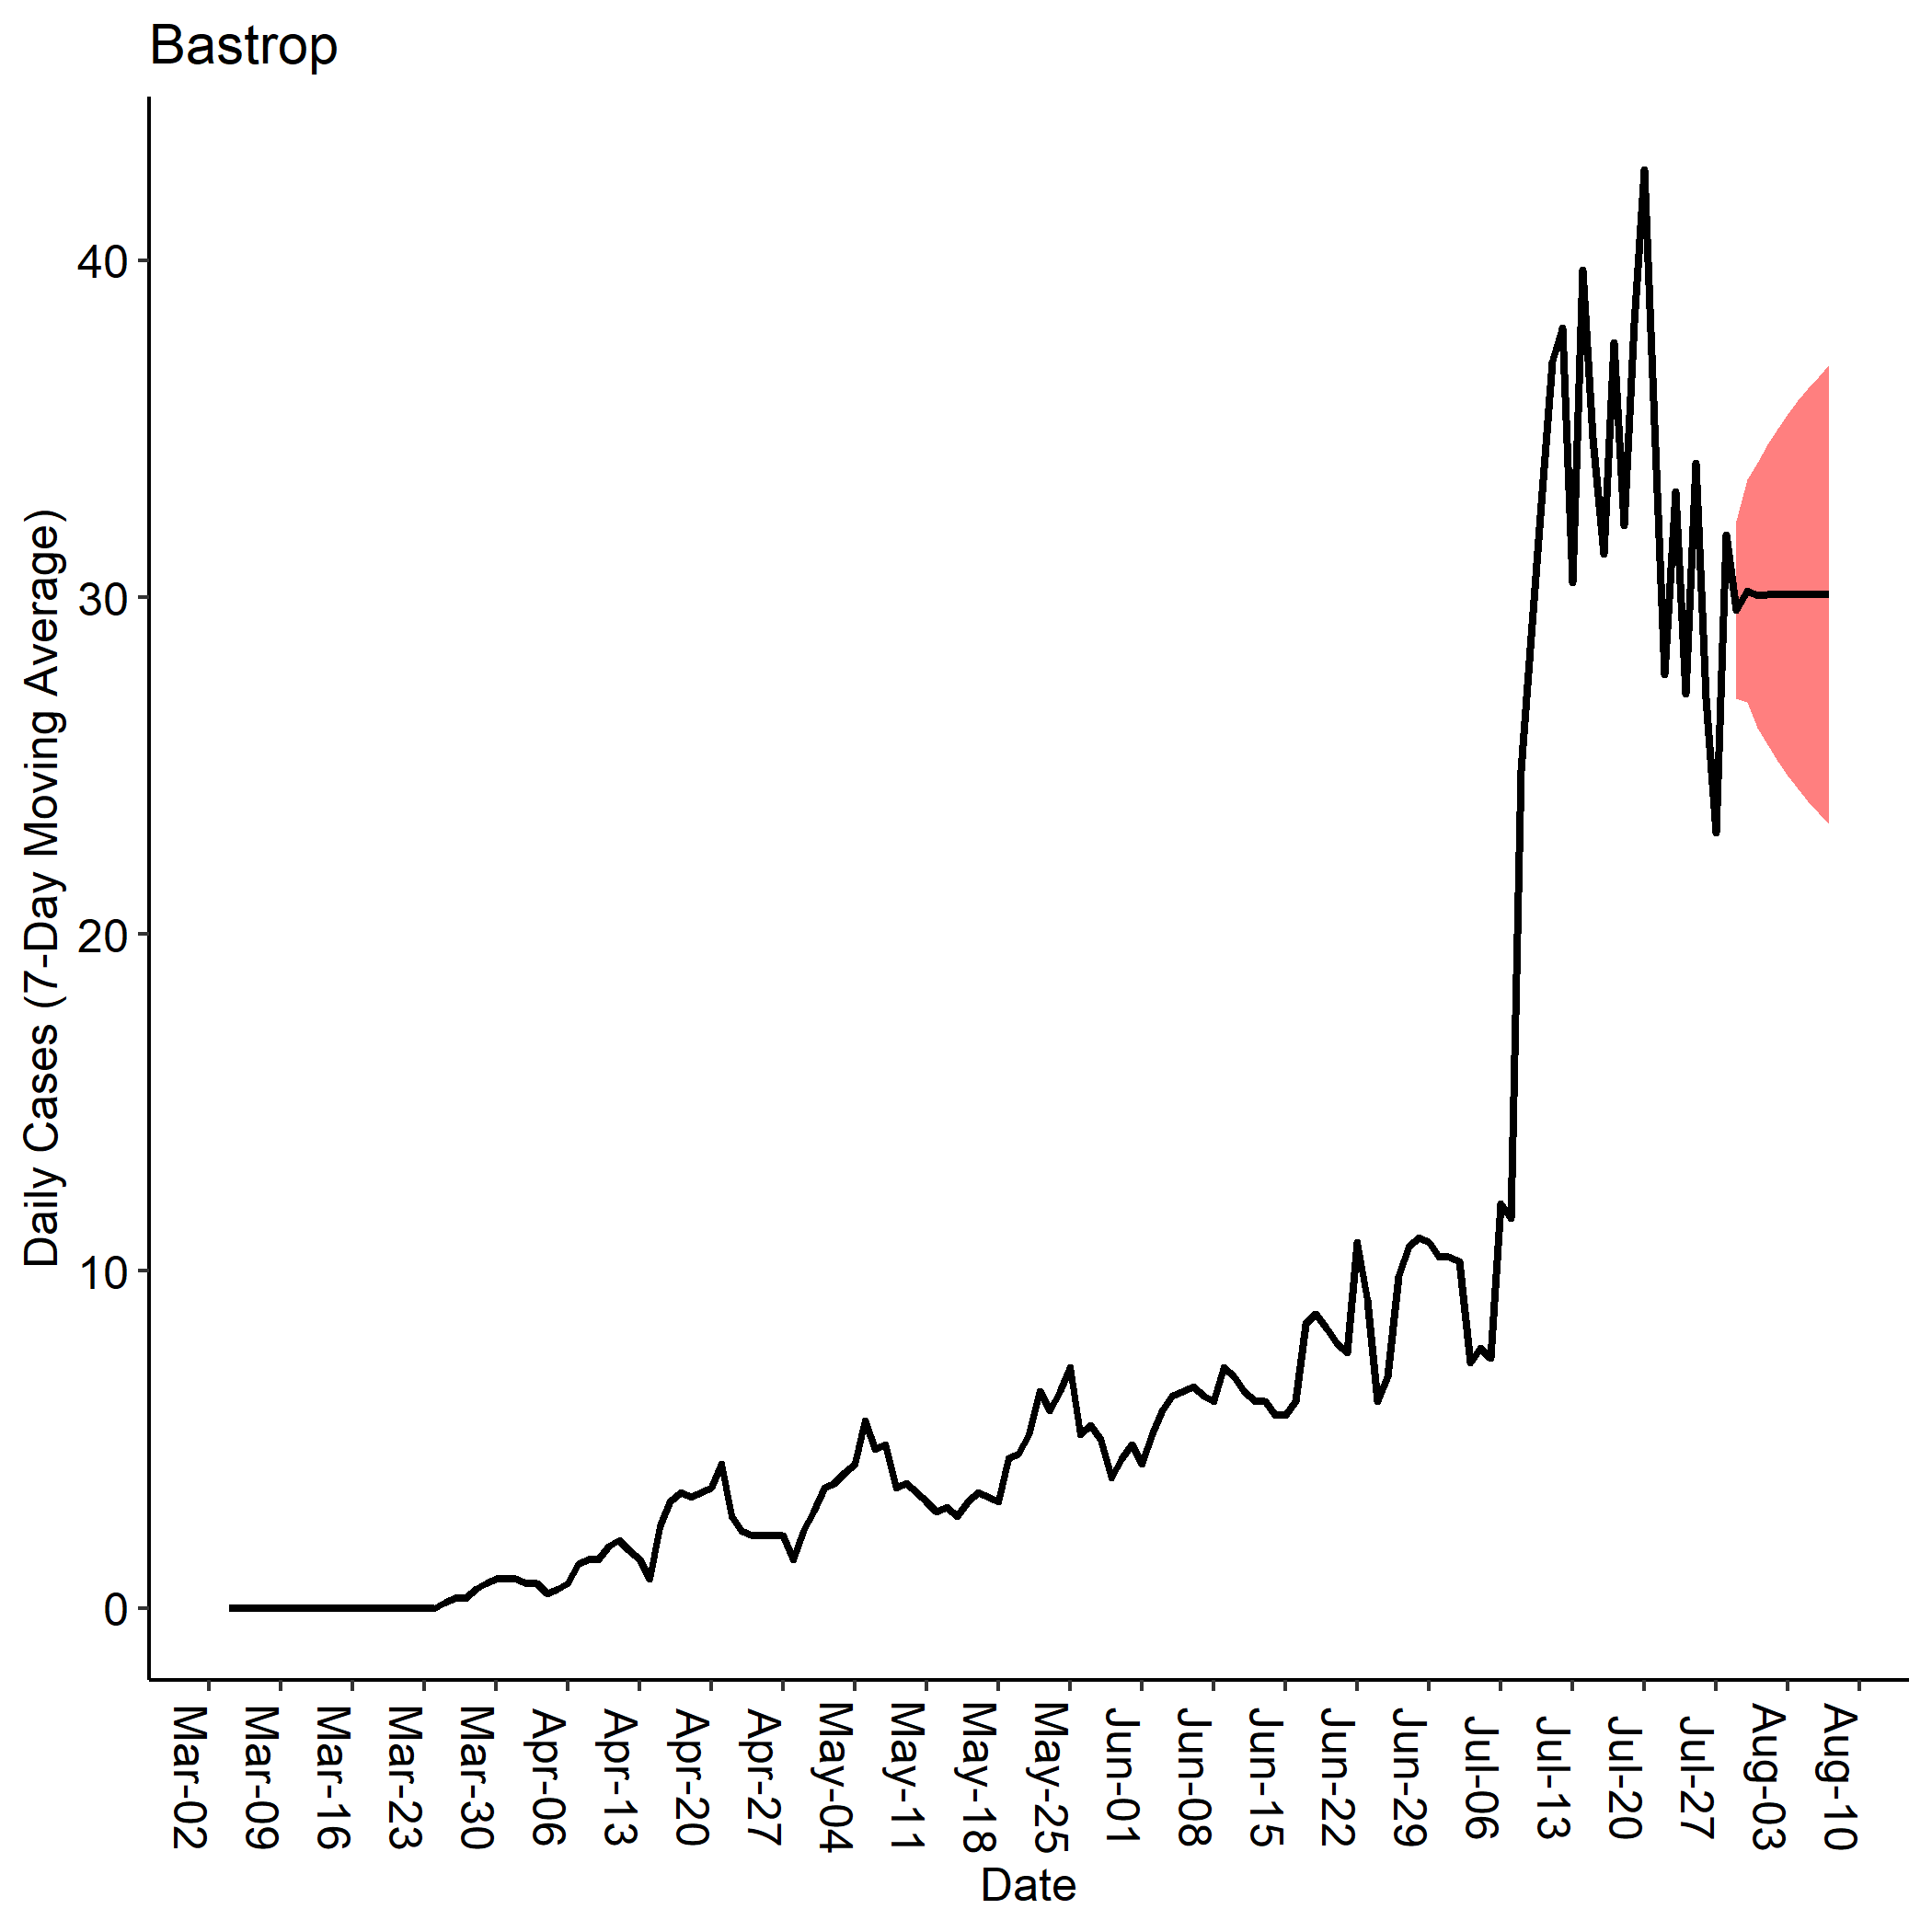 Bastrop
Daily Cases (7-Day Moving Average)
40
30
20
10
0
Mar-02
Mar-09
Mar-16
Mar-23
Mar-30
Apr-06
Apr-13
Apr-20
Apr-27
May-04
May-11
May-18
May-25
Jun-01
Jun-08
Jun-15
Jun-22
Jun-29
Jul-06
Jul-13
Jul-20
Jul-27
Aug-03
Aug-10
Date